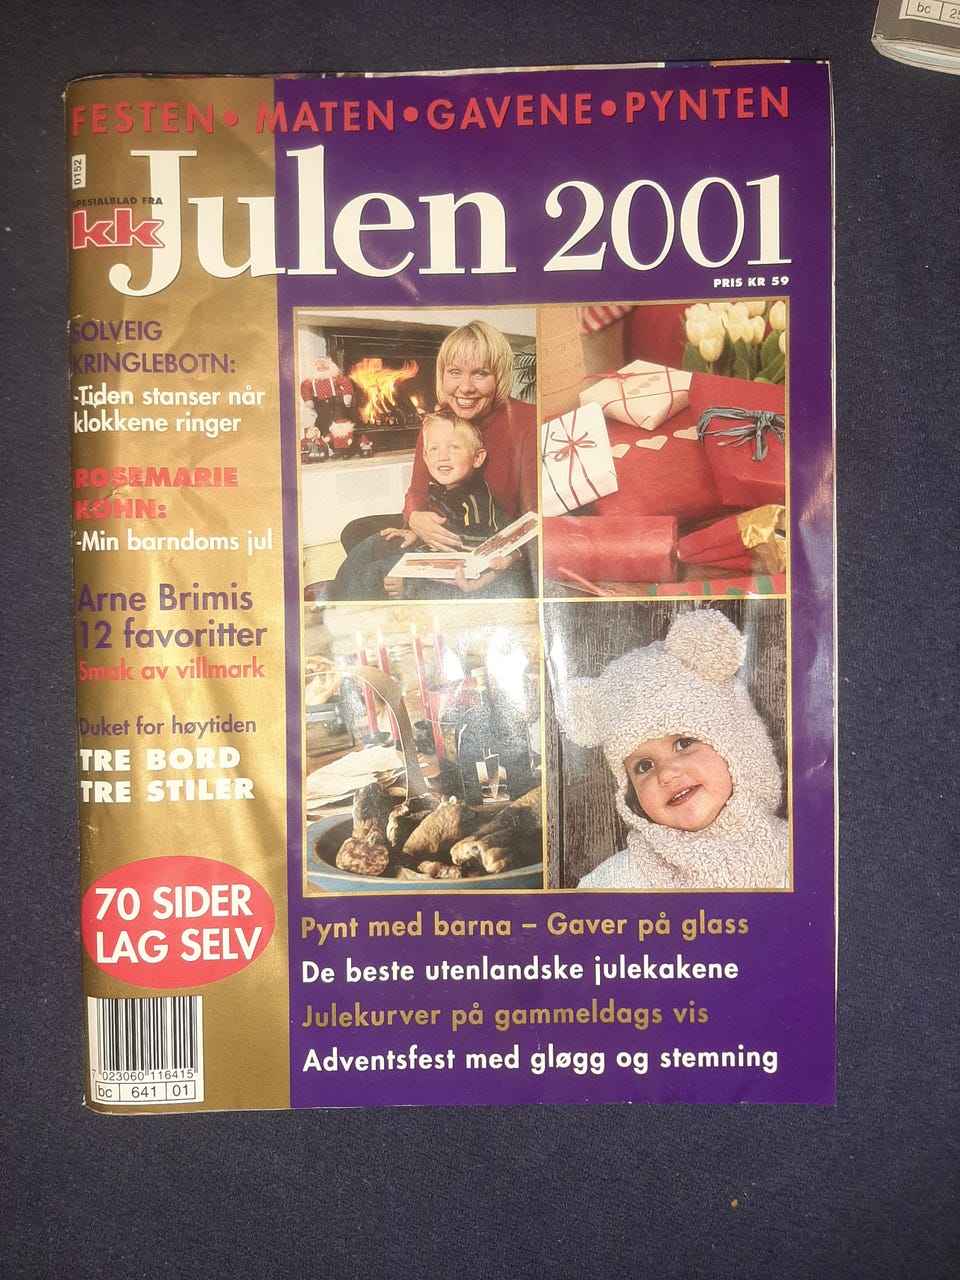 FESTEN • MATEN • GAVENE • PYNTEN
0152
SPESIALBLAD FRA
kk
Julen 2001
PRIS KR 59
SOLVEIG
KRINGLEBOTN:
-Tiden stanser når
klokkene ringer
ROSEMARIE
KØHN:
-Min barndoms jul
Arne Brimis
12 favoritter
Smak av villmark
Duket for høytiden
TRE BORD
TRE STILER
70 SIDER
LAG SELV
Pynt med barna – Gaver på glass
De beste utenlandske julekakene
Julekurver på gammeldags vis
Adventsfest med gløgg og stemning
7 023060 116415
bc 641 01
bc